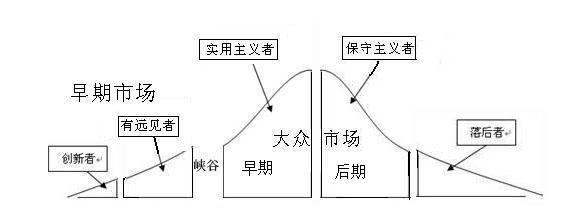 实用主义者
保守主义者
早期市场
有远见者
创新者
峡谷
大众
市场
早期
后期
落后者